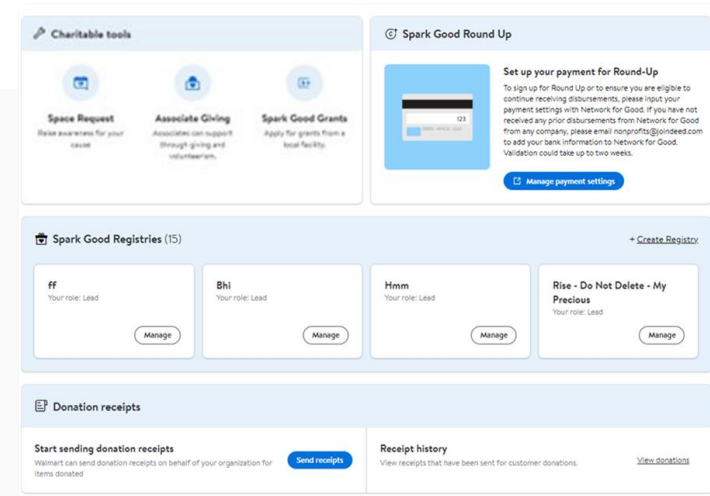 Charitable tools
Space Request
Raise awareness for your
cause
Associate Giving
Associates can support
through giving and
volunteerism.
Spark Good Grants
Apply for grants from a
local facility.
Spark Good Round Up
123
Set up your payment for Round-Up
To sign up for Round Up or to ensure you are eligible to
continue receiving disbursements, please input your
payment settings with Network for Good. If you have not
received any prior disbursements from Network for Good
from any company, please email nonprofits@joindeed.com
to add your bank information to Network for Good.
Validation could take up to two weeks.
Manage payment settings
Spark Good Registries (15)
+ Create Registry
ff
Your role: Lead
Manage
Bhi
Your role: Lead
Manage
Hmm
Your role: Lead
Manage
Rise - Do Not Delete - My
Precious
Your role: Lead
Manage
Donation receipts
Start sending donation receipts
Walmart can send donation receipts on behalf of your organization for
items donated
Send receipts
Receipt history
View receipts that have been sent for customer donations.
View donations